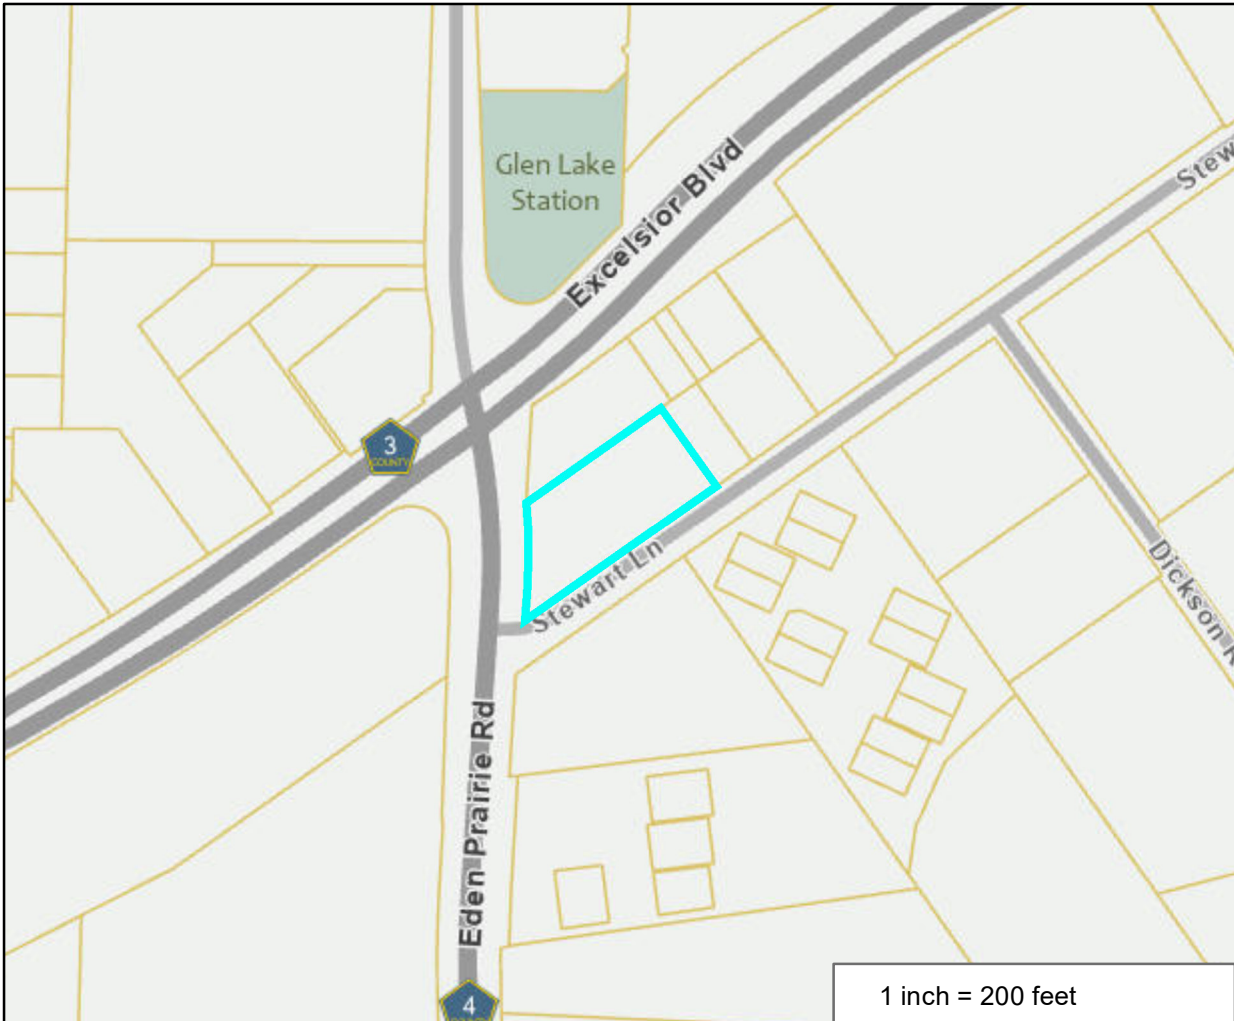 Glen Lake
Station
Excelsior Blvd
Stew
3
COUNTY
Stewart Ln
Dickson R
Eden Prairie Rd
4
1 inch = 200 feet